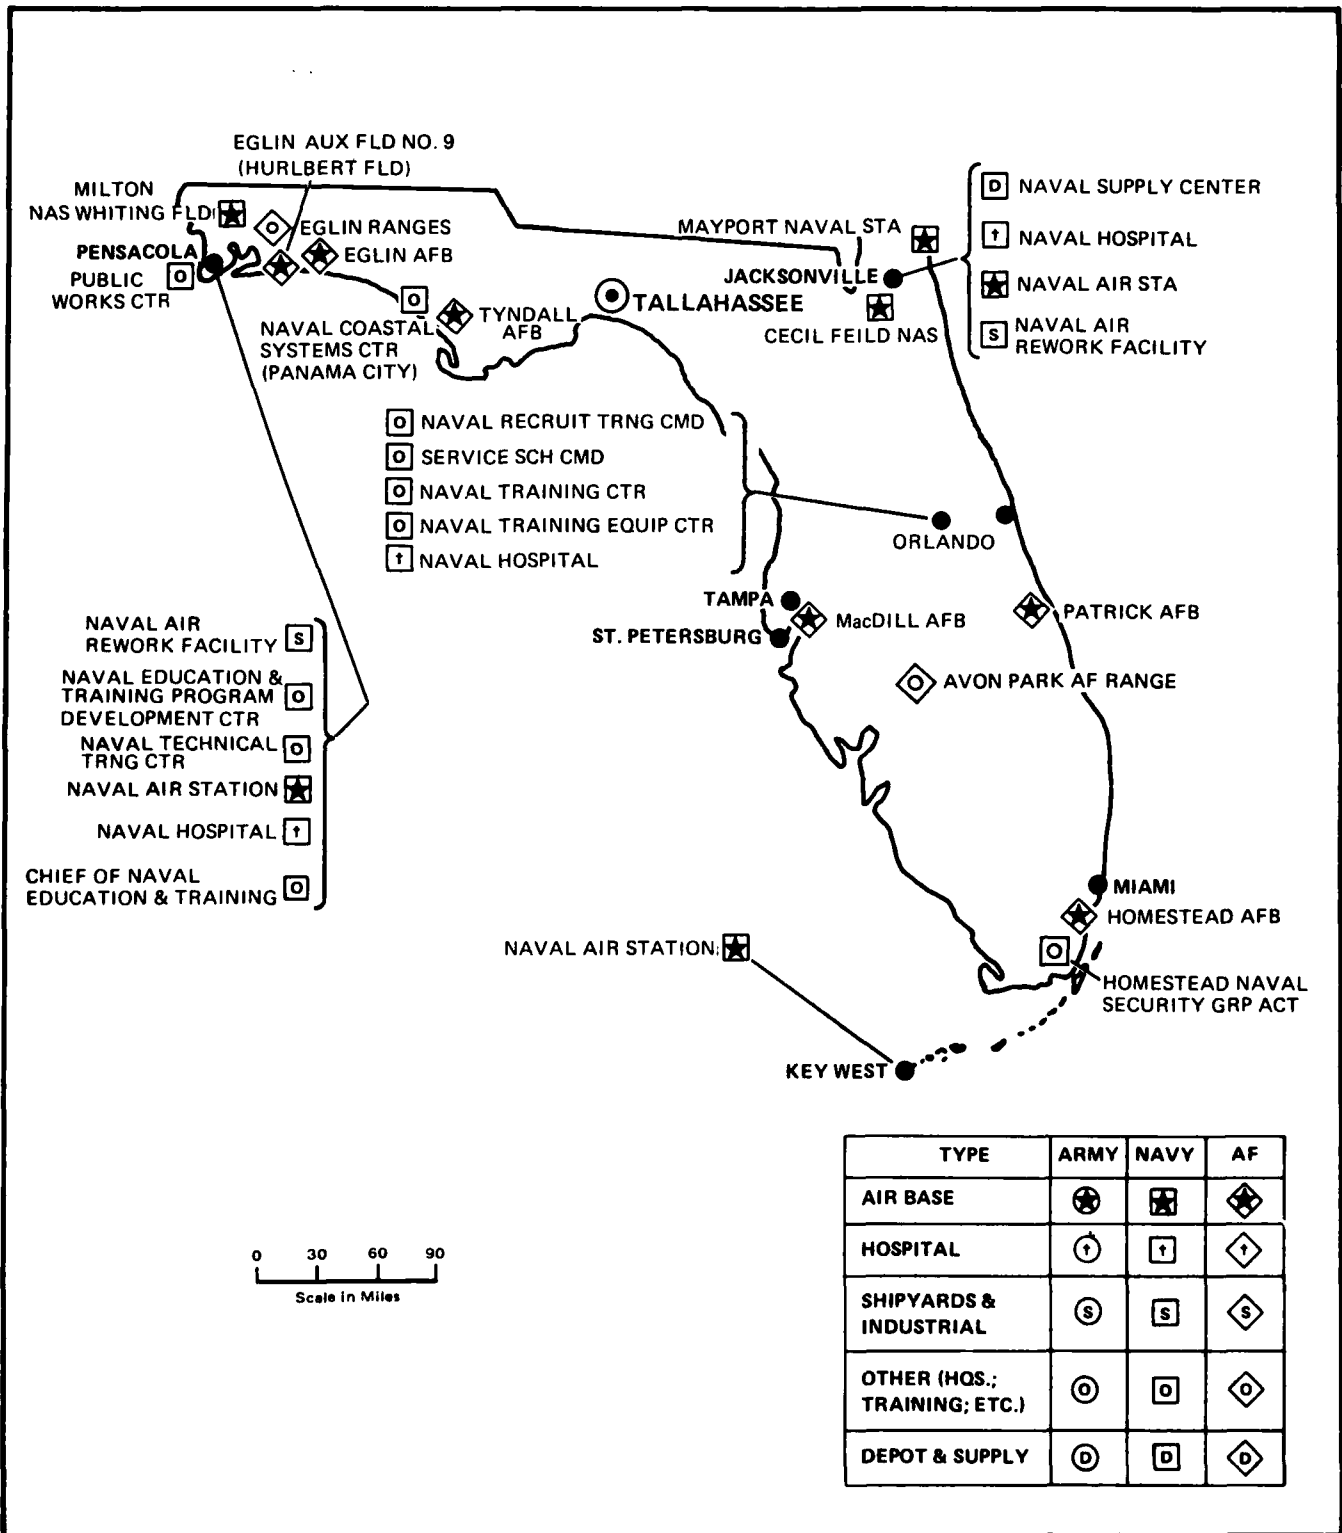 EGLIN AUX FLD NO. 9
(HURLBERT FLD)
MILTON
NAS WHITING FLD
EGLIN RANGES
PENSACOLA
EGLIN AFB
PUBLIC
WORKS CTR
NAVAL COASTAL
SYSTEMS CTR
(PANAMA CITY)
TYNDALL
AFB
TALLAHASSEE
MAYPORT NAVAL STA
JACKSONVILLE
CECIL FEILD NAS
D NAVAL SUPPLY CENTER
NAVAL HOSPITAL
NAVAL AIR STA
S NAVAL AIR
REWORK FACILITY
O NAVAL RECRUIT TRNG CMD
O SERVICE SCH CMD
O NAVAL TRAINING CTR
O NAVAL TRAINING EQUIP CTR
NAVAL HOSPITAL
ORLANDO
TAMPA
MacDILL AFB
ST. PETERSBURG
PATRICK AFB
AVON PARK AF RANGE
NAVAL AIR
REWORK FACILITY S
NAVAL EDUCATION &
TRAINING PROGRAM O
DEVELOPMENT CTR
NAVAL TECHNICAL O
TRNG CTR
NAVAL AIR STATION
NAVAL HOSPITAL
CHIEF OF NAVAL
EDUCATION & TRAINING O
MIAMI
HOMESTEAD AFB
NAVAL AIR STATION
HOMESTEAD NAVAL
SECURITY GRP ACT
KEY WEST
0 30 60 90
Scale in Miles
TYPE ARMY NAVY AF
AIR BASE
HOSPITAL
SHIPYARDS &
INDUSTRIAL S S S
OTHER (HQS.;
TRAINING; ETC.) O O O
DEPOT & SUPPLY D D D